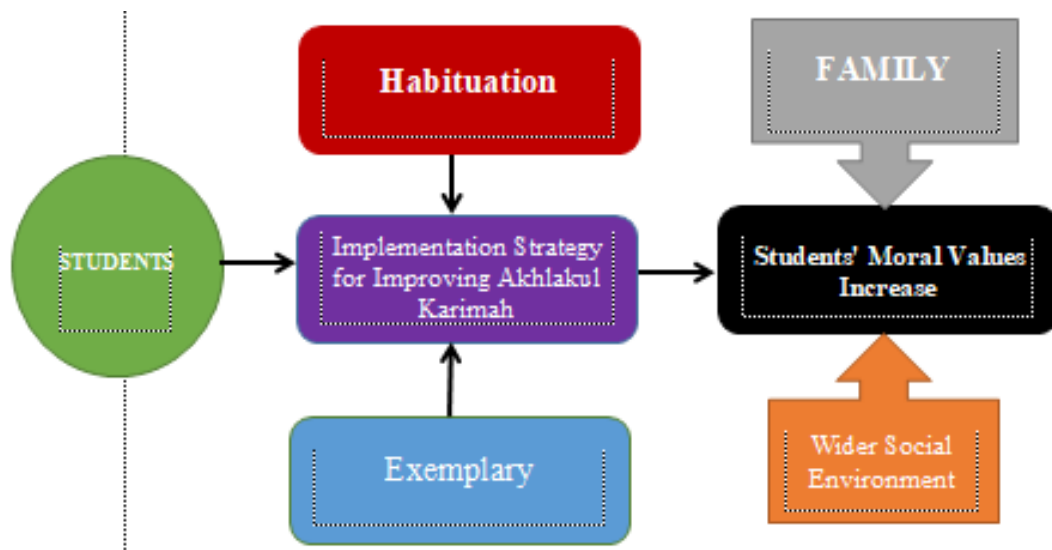 Habituation
FAMILY
STUDENTS
Implementation Strategy
for Improving Akhlakul
Karimah
Students' Moral Values
Increase
Exemplary
Wider Social
Environment